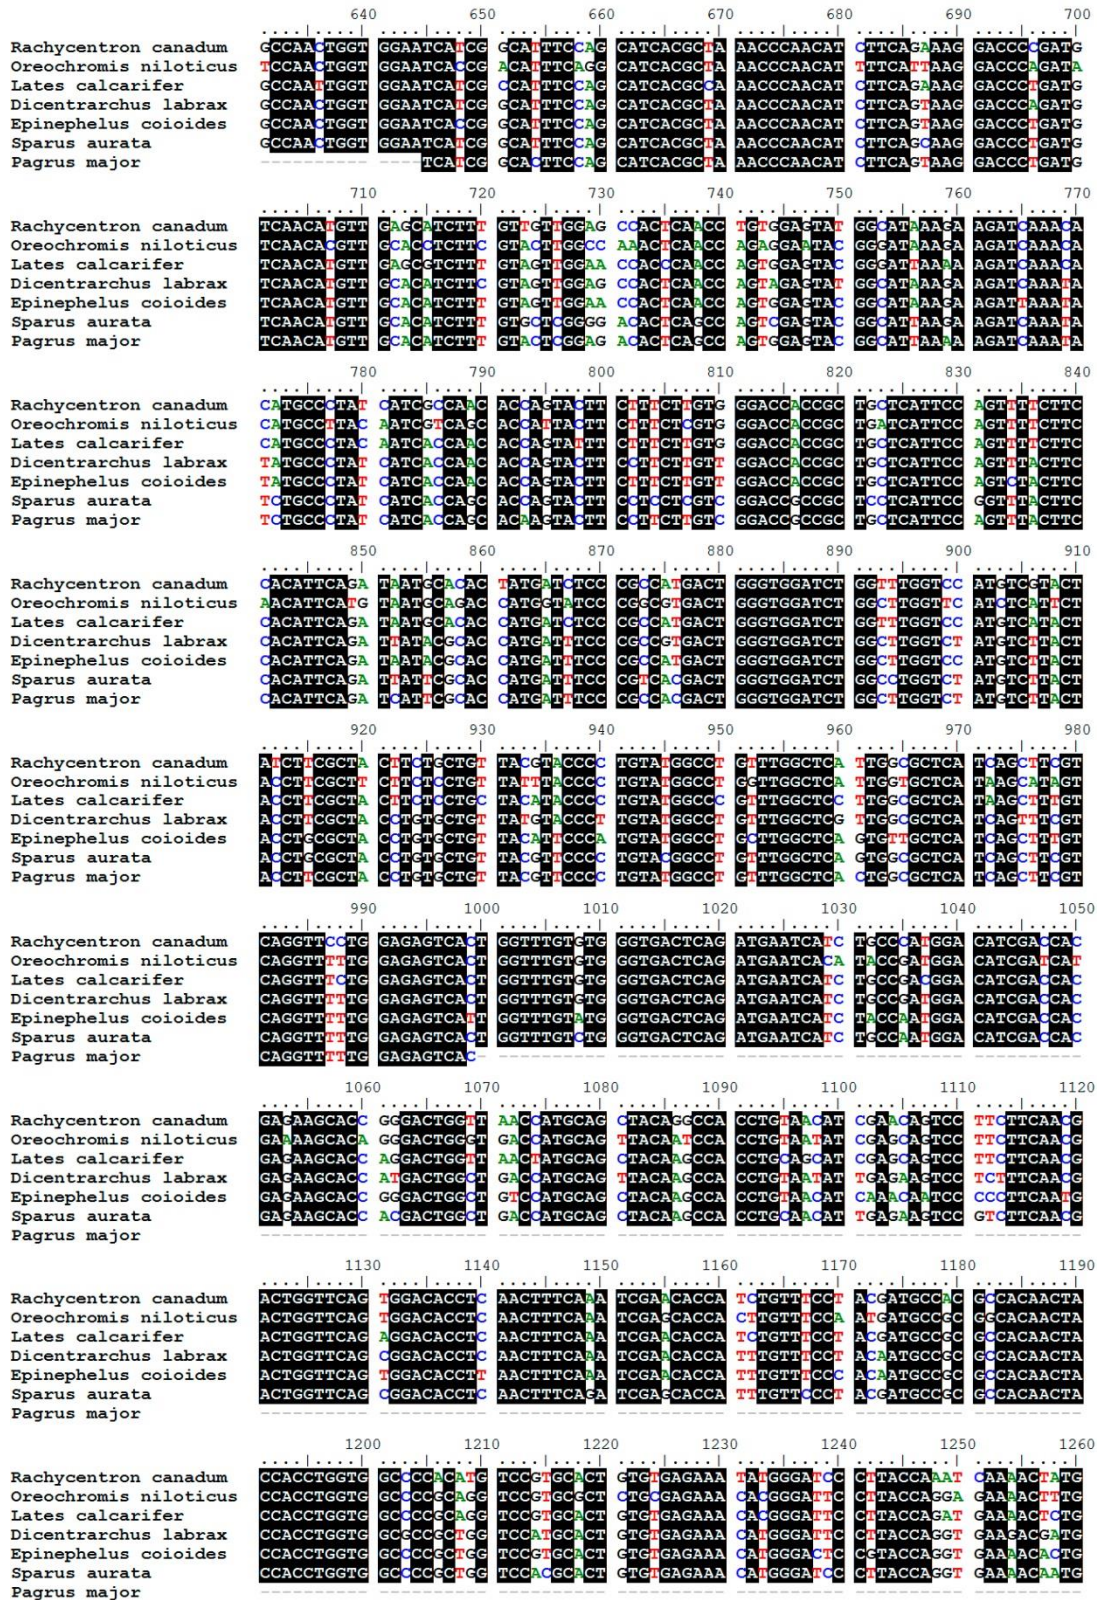 640 650 660 670 680 690 700
Rachycentron canadum GCCAACTGGT GGAATCATCG GCATTTCCAG CATCACGCTA AACCCAACAT CTTCAGAAAG GACCCCGATG
Oreochromis niloticus TCCAACTGGT GGAATCACCG ACATTTCAGG CATCACGCTA AACCCAACAT TTTCATTAAG GACCCAGATA
Lates calcarifer GCCAATTGGT GGAATCATCG CCATTTCCAG CATCACGCCA AACCCAACAT CTTCAGAAAG GACCCTGATG
Dicentrarchus labrax GCCAACTGGT GGAATCATCG GCATTTCCAG CATCACGCTA AACCCAACAT CTTCAGTAAG GACCCAGATG
Epinephelus coioides GCCAACTGGT GGAATCACCG GCATTTCCAG CATCACGCTA AACCCAACAT CTTCAGTAAG GACCCTGATG
Sparus aurata GCCAACTGGT GGAATCATCG GCATTTCCAG CATCACGCTA AACCCAACAT CTTCAGCAAG GACCCTGATG
Pagrus major ---------- ----TCATCG GCACTTCCAG CATCACGCTA AACCCAACAT CTTCAGTAAG GACCCTGATG
710 720 730 740 750 760 770
Rachycentron canadum TCAACATGTT GAGCATCTTT GTTGTTGGAG CCACTCAACC TGTGGAGTAT GGCATAAAGA AGATCAAACA
Oreochromis niloticus TCAACACGTT GCACCTCTTC GTACTTGGCC AAACTCAACC AGAGGAATAC GGGATAAAGA AGATCAAACA
Lates calcarifer TCAACATGTT GAGCGTCTTT GTAGTTGGAA CCACCCAACC AGTGGAGTAC GGGATTAAAA AGATCAAACA
Dicentrarchus labrax TCAACATGTT GCACATCTTC GTAGTTGGAG CCACTCAACC AGTAGAGTAT GGCATAAAGA AGATCAAATA
Epinephelus coioides TCAACATGTT GCACATCTTT GTAGTTGGAA CCACTCAACC AGTGGAGTAC GGCATAAAGA AGATTAAATA
Sparus aurata TCAACATGTT GCACATCTTT GTGCTCGGGG ACACTCAGCC AGTCGAGTAC GGCATTAAGA AGATCAAATA
Pagrus major TCAACATGTT GCACATCTTT GTACTCGGAG ACACTCAGCC AGTGGAGTAC GGCATTAAAA AGATCAAATA
780 790 800 810 820 830 840
Rachycentron canadum CATGCCCTAT CATCGCCAAC ACCAGTACTT CTTTCTTGTG GGACCACCGC TGCTCATTCC AGTTTTCTTC
Oreochromis niloticus CATGCCTTAC AATCGTCAGC ACCATTACTT CTTTCTCGTG GGACCACCGC TGATCATTCC AGTTTTCTTC
Lates calcarifer CATGCCCTAC AATCACCAAC ACCAGTATTT CTTTCTTGTG GGACCACCGC TGCTCATTCC AGTTTTCTTC
Dicentrarchus labrax TATGCCCTAT CATCACCAAC ACCAGTACTT CCTTCTTGTT GGACCACCGC TGCTCATTCC AGTTTACTTC
Epinephelus coioides TATGCCCTAT CATCACCAAC ACCAGTACTT CTTTCTTGTT GGACCACCGC TGCTCATTCC AGTCTACTTC
Sparus aurata TCTGCCCTAT CATCACCAGC ACCAGTACTT CCTCCTCGTC GGACCGCCGC TCCTCATTCC GGTTTACTTC
Pagrus major TCTGCCCTAT CATCACCAGC ACAAGTACTT CCTTCTTGTC GGACCGCCGC TGCTCATTCC AGTTTACTTC
850 860 870 880 890 900 910
Rachycentron canadum CACATTCAGA TAATGCACAC TATGATCTCC CGCCATGACT GGGTGGATCT GGTTTGGTCC ATGTCGTACT
Oreochromis niloticus AACATTCATG TAATGCAGAC CATGGTATCC CGGCGTGACT GGGTGGATCT GGCTTGGTTC ATCTCATTCT
Lates calcarifer CACATTCAGA TAATGCACAC CATGATCTCC CGCCATGACT GGGTGGATCT GGTTTGGTCC ATGTCATACT
Dicentrarchus labrax CACATTCAGA TTATACGCAC CATGATTTCC CGCCGTGACT GGGTGGATCT GGCTTGGTCT ATGTCTTACT
Epinephelus coioides CACATTCAGA TAATACGCAC CATGATTTCC CGCCATGACT GGGTGGATCT GGCTTGGTCC ATGTCTTACT
Sparus aurata CACATTCAGA TTATTCGCAC CATGATTTCC CGTCACGACT GGGTGGATCT GGCCTGGTCT ATGTCTTACT
Pagrus major CACATTCAGA TCATTCGCAC CATGATTTCC CGCCACGACT GGGTGGATCT GGCTTGGTCT ATGTCTTACT
920 930 940 950 960 970 980
Rachycentron canadum ATCTTCGCTA CTTCTGCTGT TACGTACCCC TGTATGGCCT GTTTGGCTCA TTGGCGCTCA TCAGCTTCGT
Oreochromis niloticus ACCTTCGCTT CTTCTCCTGT TATTTACTCC TGTATGGCCT GGTTGGCTCA TTGGTGCTCA TAAGCATAGT
Lates calcarifer ACCTTCGCTA CTTCTCCTGC TACATACCCC TGTATGGCCC GTTTGGCTCC TTGGCGCTCA TAAGCTTTGT
Dicentrarchus labrax ACCTTCGCTA CCTGTGCTGT TATGTACCCT TGTATGGCCT GTTTGGCTCG TTGGCGCTCA TCAGTTTCGT
Epinephelus coioides ACCTGCGCTA CCTGTGCTGT TACATTCCCA TGTATGGCCT GCTTGGCTCA GTGTTGCTCA TCAGCTTTGT
Sparus aurata ACCTGCGCTA CCTGTGCTGT TACGTTCCCC TGTACGGCCT GTTTGGCTCA GTGGCGCTCA TCAGCTTCGT
Pagrus major ACCTTCGCTA CCTGTGCTGT TACGTTCCCC TGTATGGCCT GTTTGGCTCA CTGGCGCTCA TCAGCTTCGT
990 1000 1010 1020 1030 1040 1050
Rachycentron canadum CAGGTTCCTG GAGAGTCACT GGTTTGTGTG GGTGACTCAG ATGAATCATC TGCCCATGGA CATCGACCAC
Oreochromis niloticus CAGGTTTTTG GAGAGTCACT GGTTTGTGTG GGTGACTCAG ATGAATCACA TACCGATGGA CATCGATCAT
Lates calcarifer CAGGTTTCTG GAGAGTCACT GGTTTGTGTG GGTGACTCAG ATGAATCATC TGCCGACGGA CATCGACCAC
Dicentrarchus labrax CAGGTTTTTG GAGAGTCACT GGTTTGTGTG GGTGACTCAG ATGAATCATC TGCCGATGGA CATCGACCAC
Epinephelus coioides CAGGTTTTTG GAGAGTCATT GGTTTGTATG GGTGACTCAG ATGAATCATC TACCAATGGA CATCGACCAC
Sparus aurata CAGGTTTTTG GAGAGTCACT GGTTTGTCTG GGTGACTCAG ATGAATCATC TGCCAATGGA CATCGACCAC
Pagrus major CAGGTTTTTG GAGAGTCAC- ---------- ---------- ---------- ---------- ----------
1060 1070 1080 1090 1100 1110 1120
Rachycentron canadum GAGAAGCACC GGGACTGGTT AACCATGCAG CTACAGGCCA CCTGTAACAT CGAACAGTCC TTCTTCAACG
Oreochromis niloticus GAAAAGCACA GGGACTGGGT GACCATGCAG TTACAATCCA CCTGTAATAT CGAGCAGTCC TTCTTCAACG
Lates calcarifer GAGAAGCACC AGGACTGGTT AACTATGCAG CTACAAGCCA CCTGCAGCAT CGAGCAGTCC TTCTTCAACG
Dicentrarchus labrax GAGAAGCACC ATGACTGGCT GACCATGCAG TTACAAGCCA CCTGTAATAT TGAGAAGTCC TCTTTCAACG
Epinephelus coioides GAGAAGCACC GGGACTGGCT GTCCATGCAG CTACAAGCCA CCTGTAACAT CAAACAATCC CCCTTCAATG
Sparus aurata GAGAAGCACC ACGACTGGCT GACCATGCAG CTACAAGCCA CCTGCAACAT TGAGAAGTCC GTCTTCAACG
Pagrus major ---------- ---------- ---------- ---------- ---------- ---------- ----------
1130 1140 1150 1160 1170 1180 1190
Rachycentron canadum ACTGGTTCAG TGGACACCTC AACTTTCAAA TCGAACACCA TCTGTTTCCT ACGATGCCAC GCCACAACTA
Oreochromis niloticus ACTGGTTCAG TGGACACCTC AACTTTCAAA TCGAGCACCA CTTGTTTCCA ATGATGCCGC GGCACAACTA
Lates calcarifer ACTGGTTCAG AGGACACCTC AACTTTCAAA TCGAACACCA TCTGTTTCCT ACGATGCCGC GCCACAACTA
Dicentrarchus labrax ACTGGTTCAG CGGACACCTC AACTTTCAAA TCGAACACCA TTTGTTTCCT ACAATGCCGC GCCACAACTA
Epinephelus coioides ACTGGTTCAG TGGACACCTT AACTTTCAAA TCGAACACCA TTTGTTTCCC ACAATGCCGC GCCACAACTA
Sparus aurata ACTGGTTCAG CGGACACCTC AACTTTCAGA TCGAGCACCA TTTGTTCCCT ACGATGCCGC GCCACAACTA
Pagrus major ---------- ---------- ---------- ---------- ---------- ---------- ----------
1200 1210 1220 1230 1240 1250 1260
Rachycentron canadum CCACCTGGTG GCCCCACATG TCCGTGCACT GTGTGAGAAA TATGGGATCC CTTACCAAAT CAAAACTATG
Oreochromis niloticus CCACCTGGTG GCCCCGCAGG TCCGTGCGCT CTGCGAGAAA CACGGGATTC CTTACCAGGA GAAAACTTTG
Lates calcarifer CCACCTGGTG GCCCCGCAGG TCCGTGCACT GTGTGAGAAA CACGGGATTC CTTACCAGAT GAAAACTCTG
Dicentrarchus labrax CCACCTGGTG GCGCCGCTGG TCCATGCACT GTGTGAGAAA CATGGGATTC CTTACCAGGT GAAGACGATG
Epinephelus coioides CCACCTGGTG GCCCCGCTGG TCCGTGCACT GTGTGAGAAA CATGGGACTC CGTACCAGGT GAAAACACTG
Sparus aurata CCACCTGGTG GCCCCGCTGG TCCACGCACT GTGTGAGAAA CATGGGATCC CTTACCAGGT GAAAACAATG
Pagrus major ---------- ---------- ---------- ---------- ---------- ---------- ----------